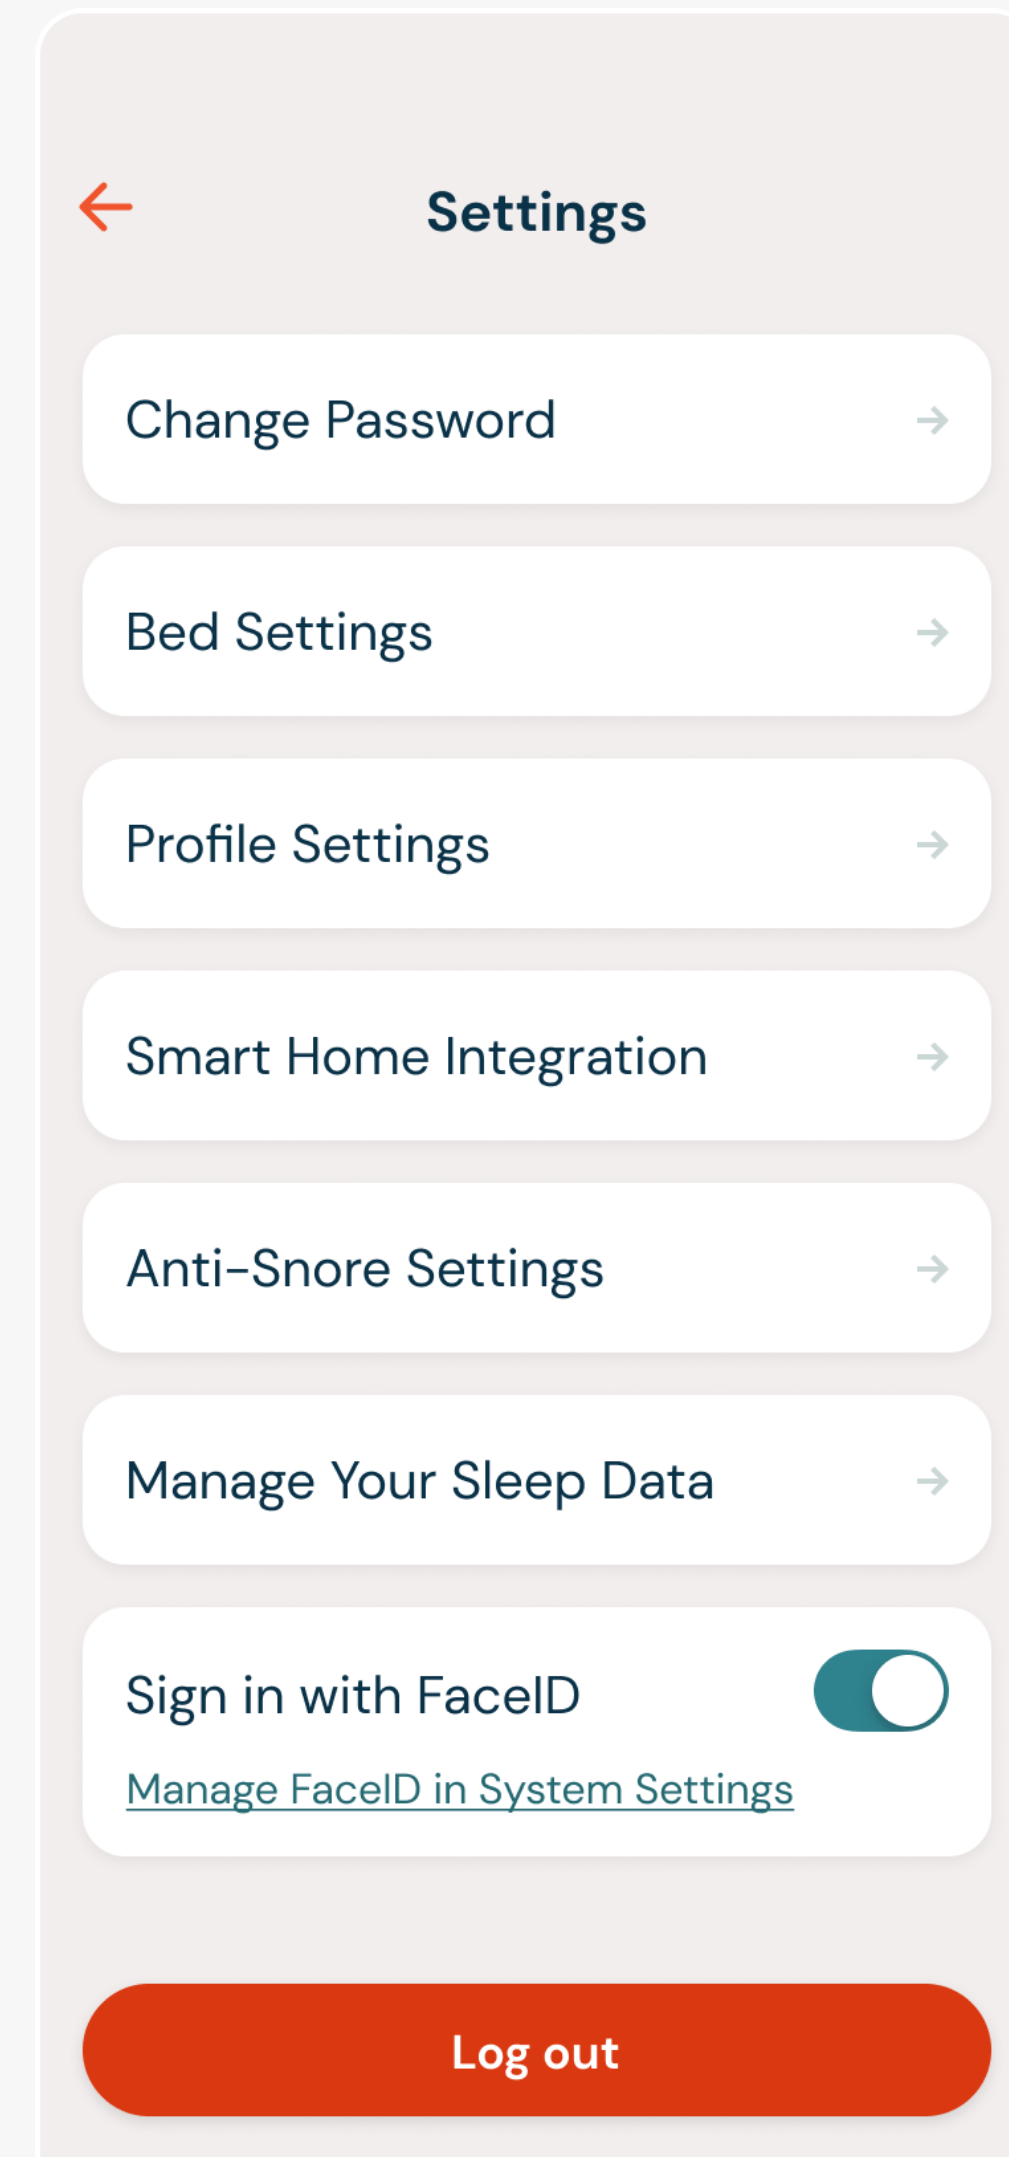 Settings
Change Password
Bed Settings
Profile Settings
Smart Home Integration
Anti-Snore Settings
Manage Your Sleep Data
Sign in with FaceID
Manage FaceID in System Settings
Log out